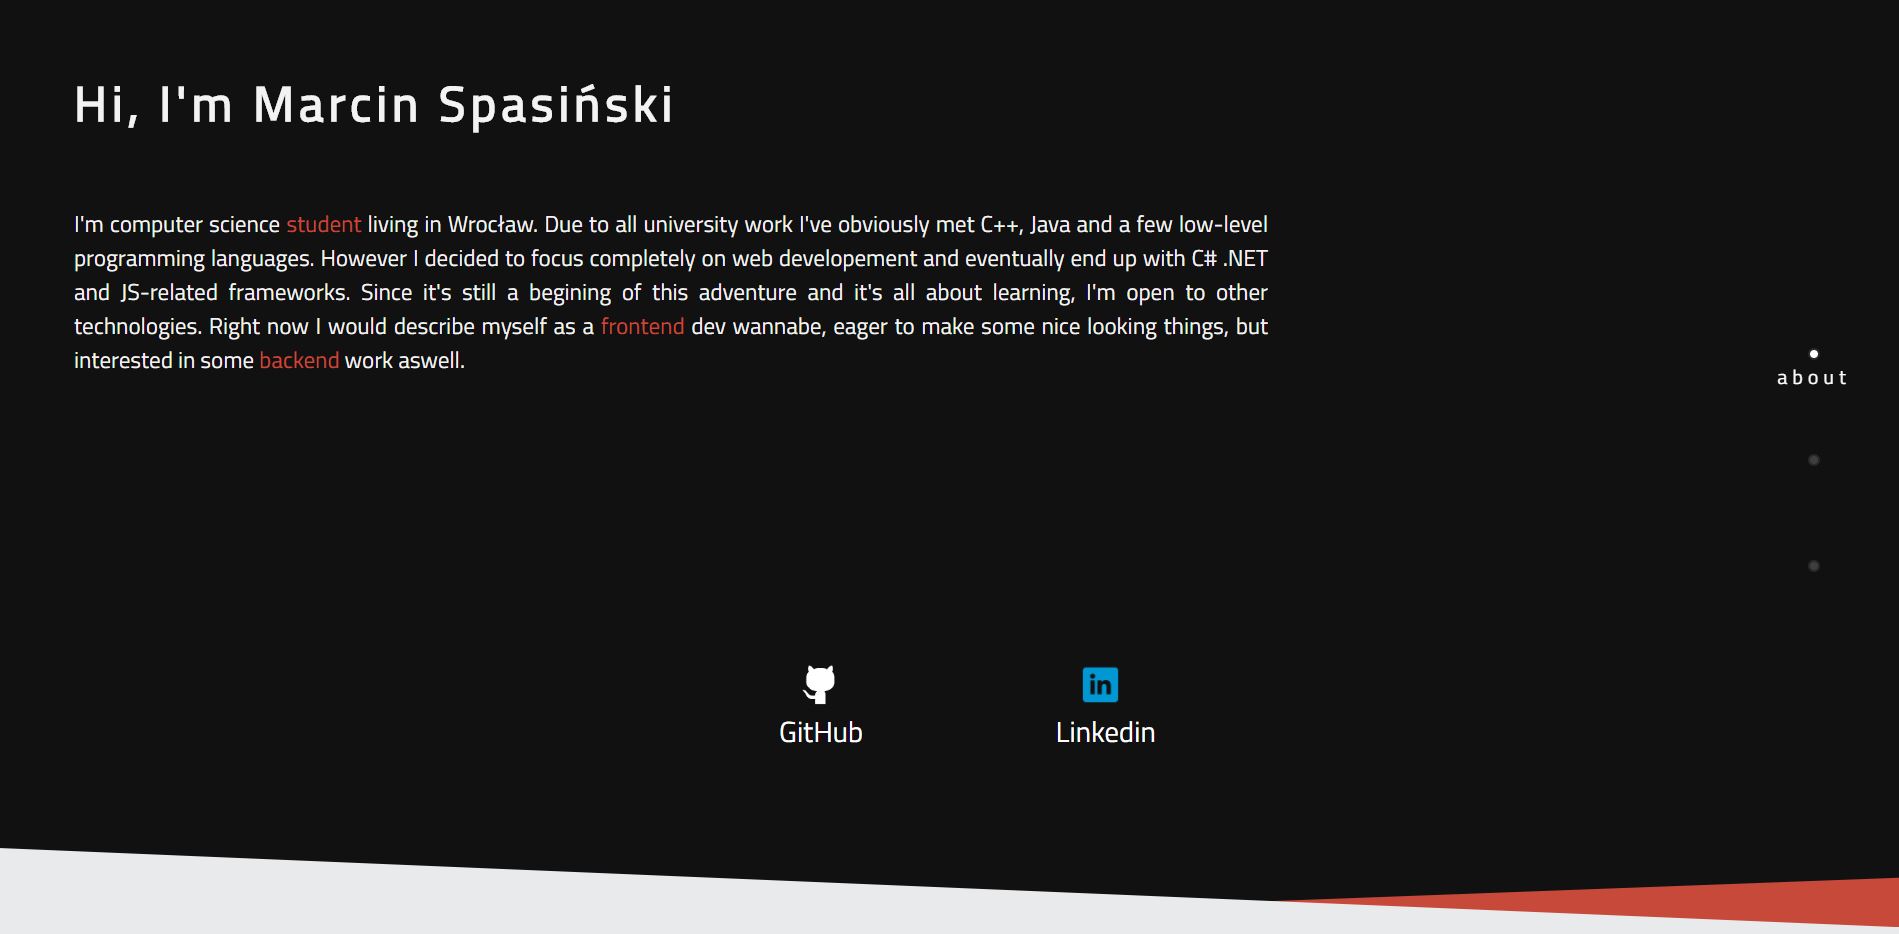 Hi, I'm Marcin Spasiński
I'm computer science student living in Wrocław. Due to all university work I've obviously met C++, Java and a few low-level
programming languages. However I decided to focus completely on web developement and eventually end up with C# .NET
and JS-related frameworks. Since it's still a begining of this adventure and it's all about learning, I'm open to other
technologies. Right now I would describe myself as a frontend dev wannabe, eager to make some nice looking things, but
interested in some backend work aswell.
about
in
GitHub
Linkedin